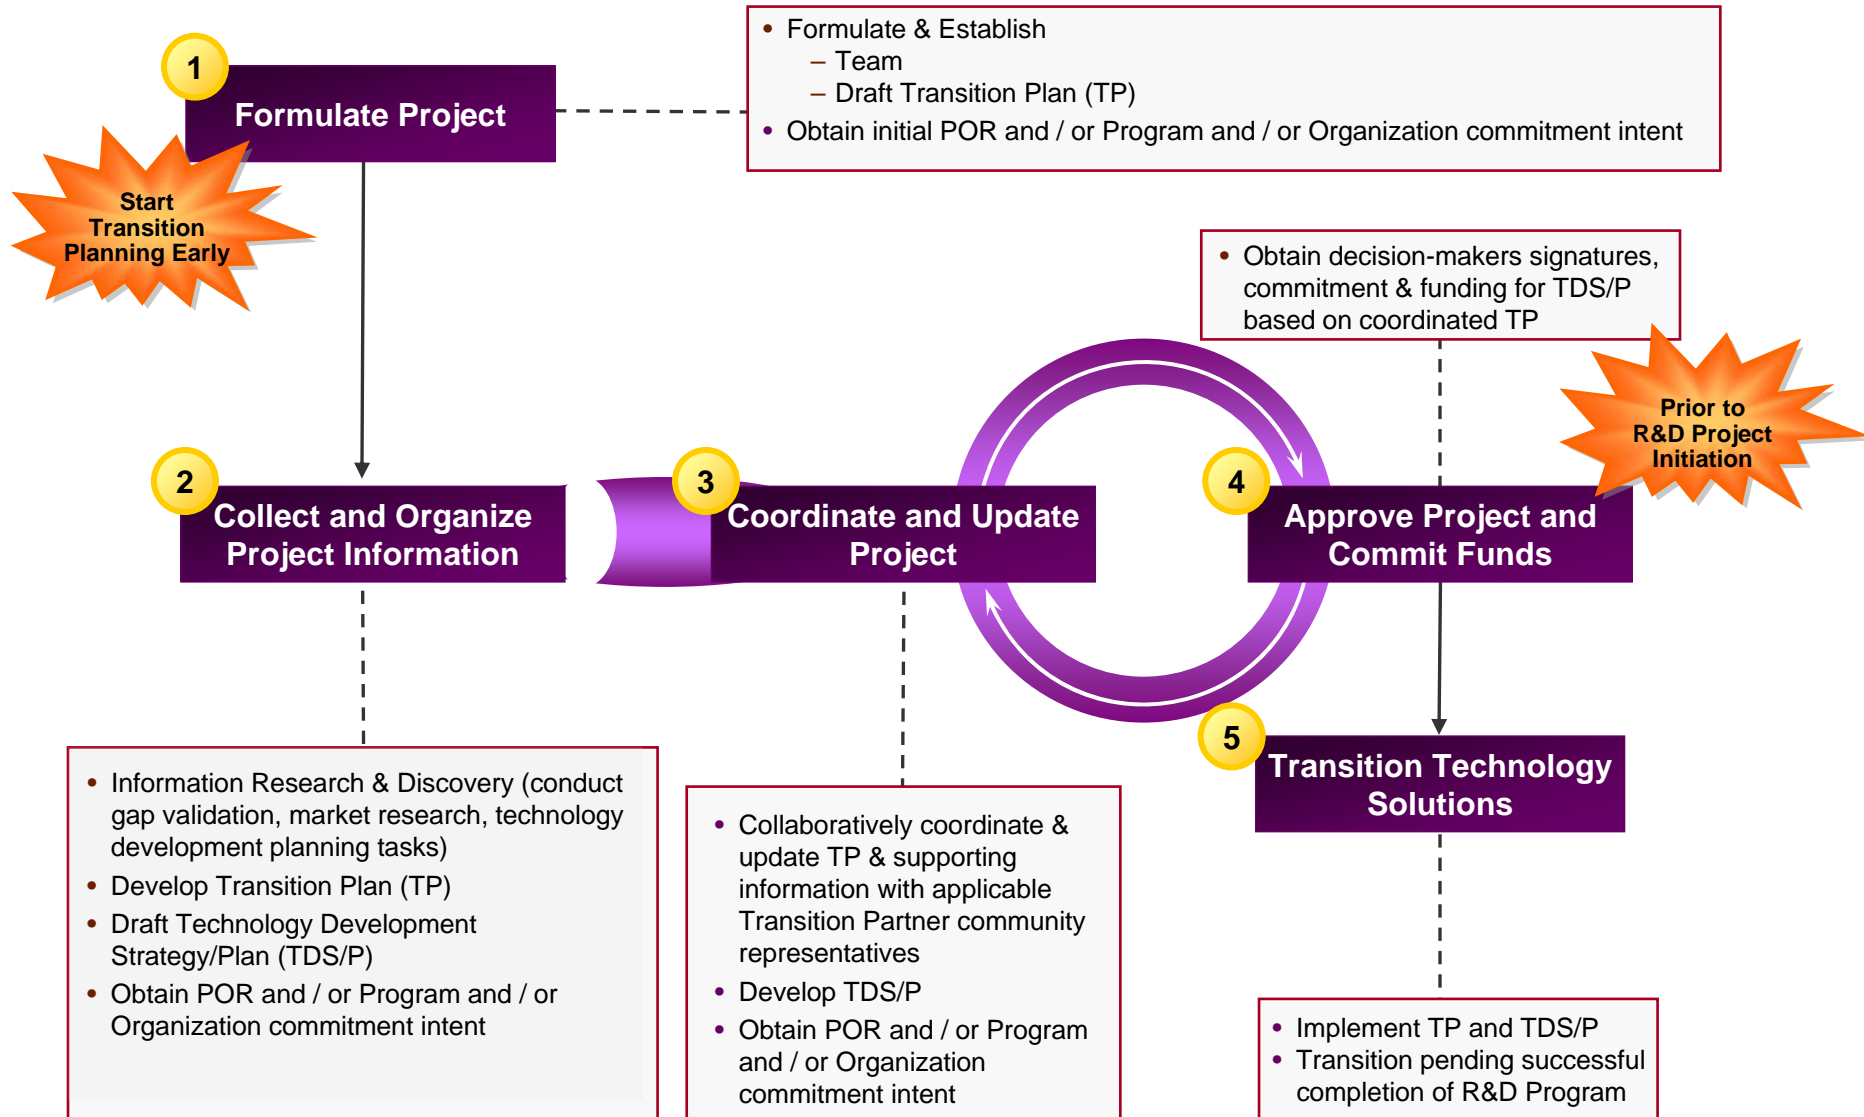 1
Formulate Project
• Formulate & Establish
– Team
– Draft Transition Plan (TP)
• Obtain initial POR and / or Program and / or Organization commitment intent
Start
Transition
Planning Early
• Obtain decision-makers signatures,
commitment & funding for TDS/P
based on coordinated TP
Prior to
R&D Project
Initiation
2
Collect and Organize
Project Information
3
Coordinate and Update
Project
4
Approve Project and
Commit Funds
• Information Research & Discovery (conduct
gap validation, market research, technology
development planning tasks)
• Develop Transition Plan (TP)
• Draft Technology Development
Strategy/Plan (TDS/P)
• Obtain POR and / or Program and / or
Organization commitment intent
• Collaboratively coordinate &
update TP & supporting
information with applicable
Transition Partner community
representatives
• Develop TDS/P
• Obtain POR and / or Program
and / or Organization
commitment intent
5
Transition Technology
Solutions
• Implement TP and TDS/P
• Transition pending successful
completion of R&D Program